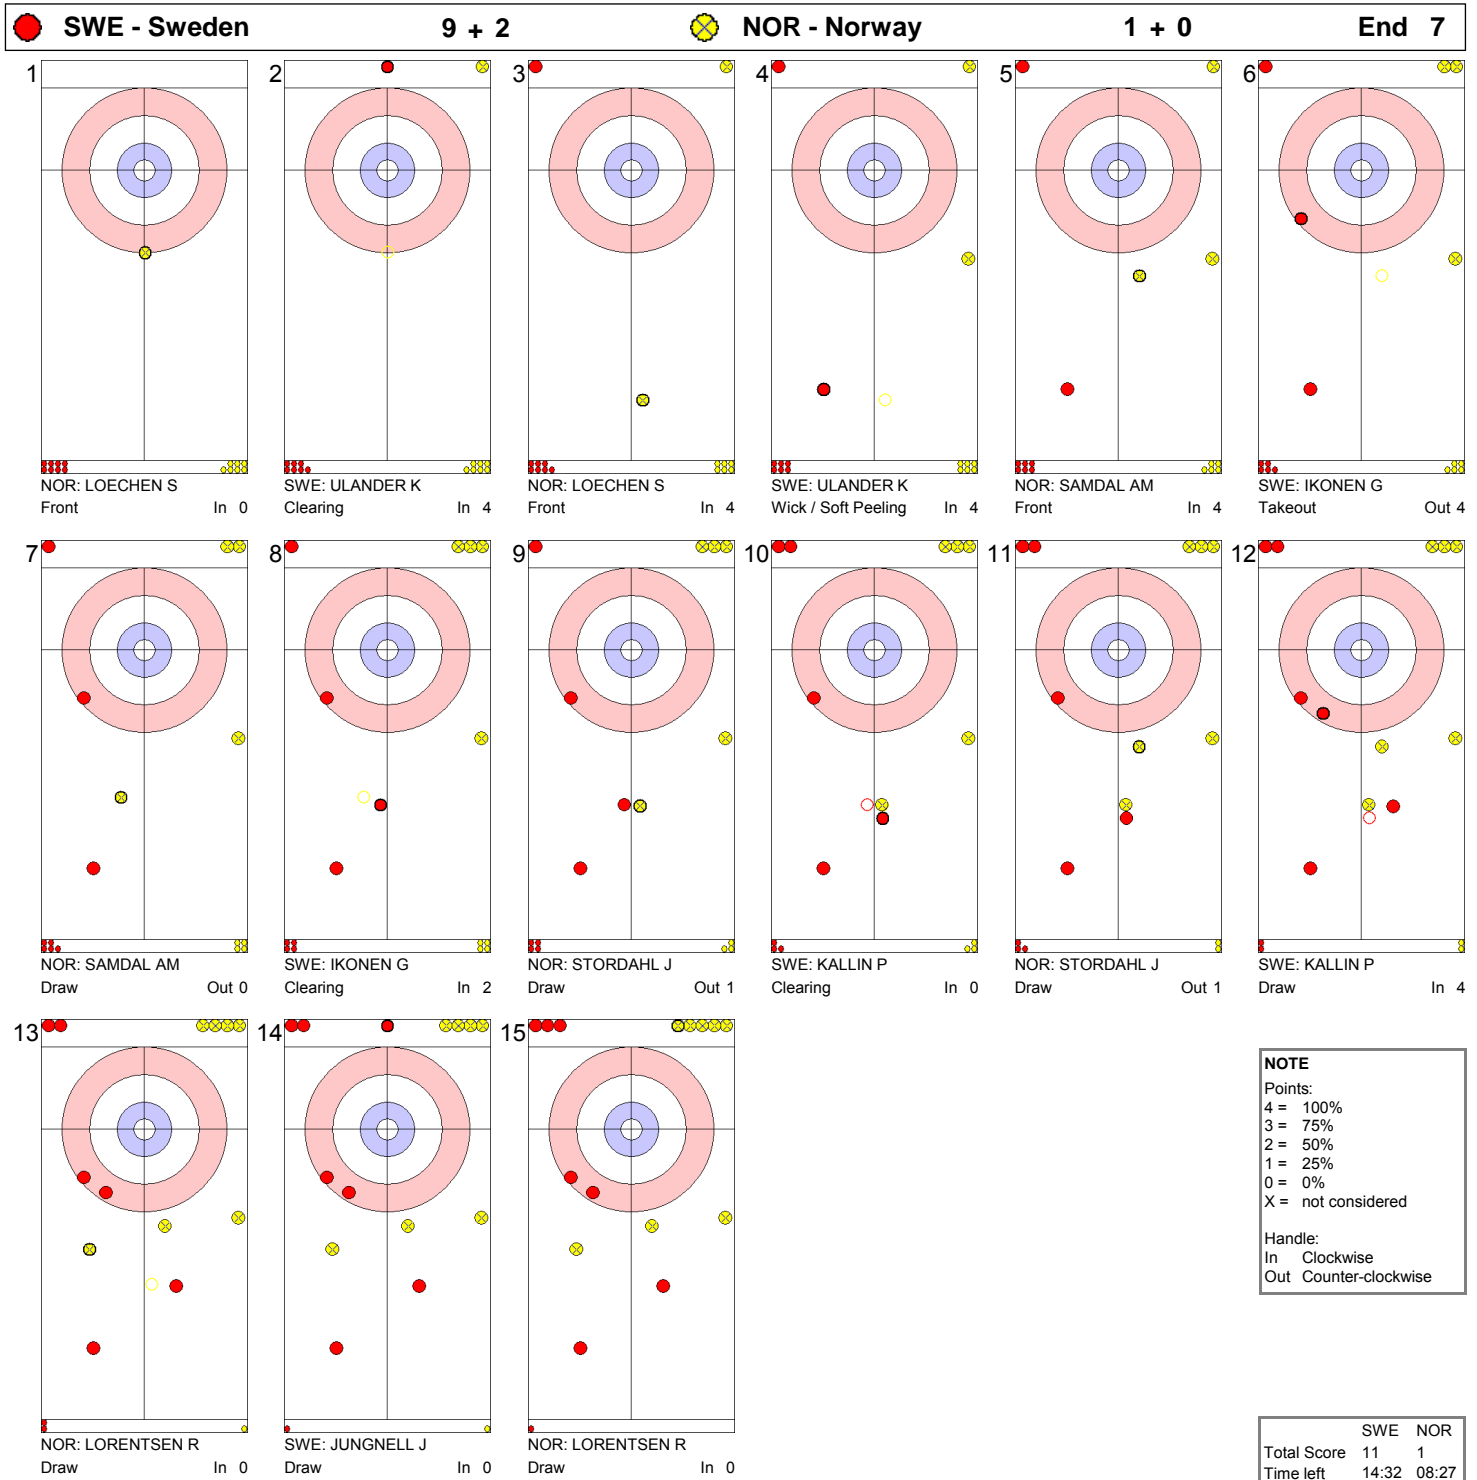 SWE - Sweden 9 + 2 NOR - Norway 1 + 0 End 7
1 2 3 4 5 6
NOR: LOECHEN S SWE: ULANDER K NOR: LOECHEN S SWE: ULANDER K NOR: SAMDAL AM SWE: IKONEN G
Front In 0 Clearing In 4 Front In 4 Wick / Soft Peeling In 4 Front In 4 Takeout Out 4
7 8 9 10 11 12
NOR: SAMDAL AM SWE: IKONEN G NOR: STORDAHL J SWE: KALLIN P NOR: STORDAHL J SWE: KALLIN P
Draw Out 0 Clearing In 2 Draw Out 1 Clearing In 0 Draw Out 1 Draw In 4
13 14 15
NOR: LORENTSEN R SWE: JUNGNELL J NOR: LORENTSEN R
Draw In 0 Draw In 0 Draw In 0
NOTE
Points:
4 = 100%
3 = 75%
2 = 50%
1 = 25%
0 = 0%
X = not considered
Handle:
In Clockwise
Out Counter-clockwise
SWE NOR
Total Score 11 1
Time left 14:32 08:27